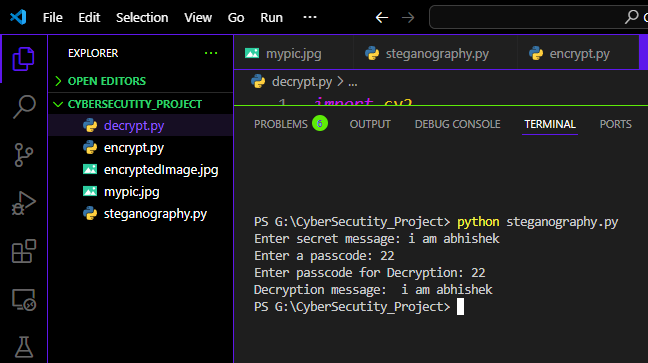 File Edit Selection View Go Run ···
EXPLORER ···
OPEN EDITORS
CYBERSECUTITY_PROJECT
decrypt.py
encrypt.py
encryptedImage.jpg
mypic.jpg
steganography.py
mypic.jpg steganography.py encrypt.py
decrypt.py > ...
1 import cv2
PROBLEMS 6 OUTPUT DEBUG CONSOLE TERMINAL PORTS
PS G:\CyberSecutity_Project> python steganography.py
Enter secret message: i am abhishek
Enter a passcode: 22
Enter passcode for Decryption: 22
Decryption message:  i am abhishek
PS G:\CyberSecutity_Project>